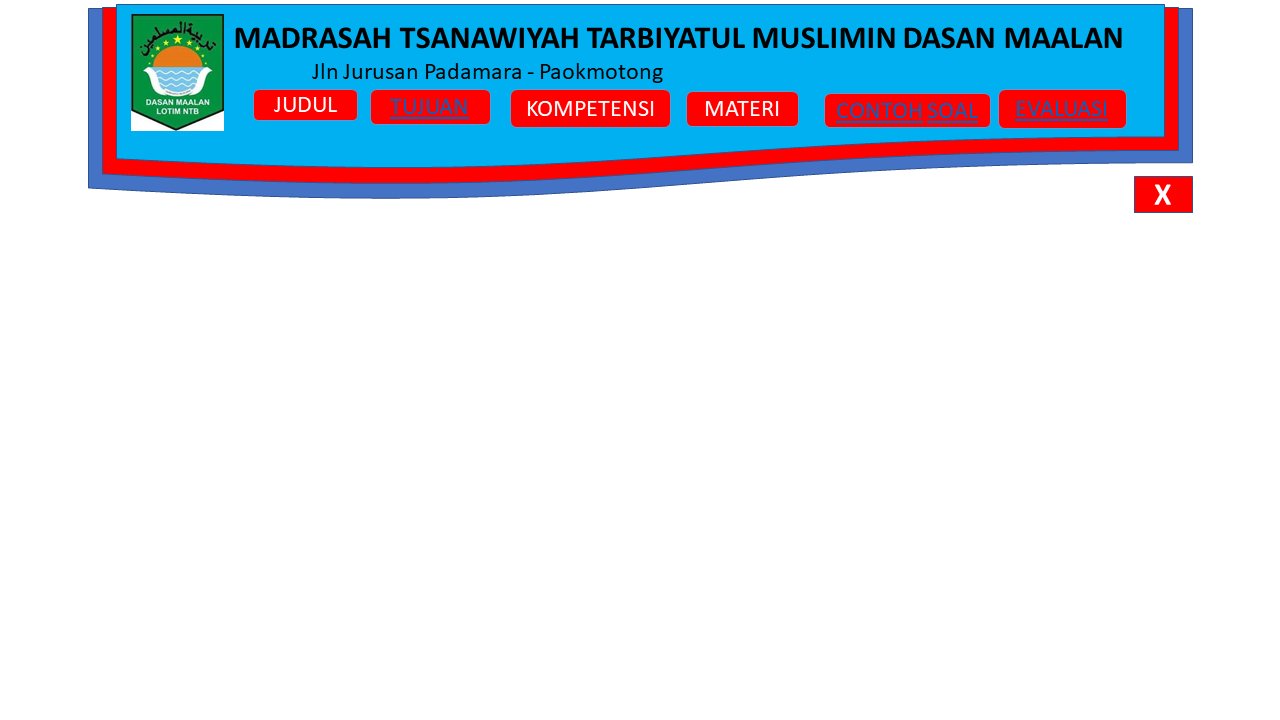 MADRASAH TSANAWIYAH TARBIYATUL MUSLIMIN DASAN MAALAN
Jln Jurusan Padamara - Paokmotong
تربية المسلمين
DASAN MAALAN
LOTIM NTB
JUDUL
TUJUAN
KOMPETENSI
MATERI
CONTOH SOAL
EVALUASI
X